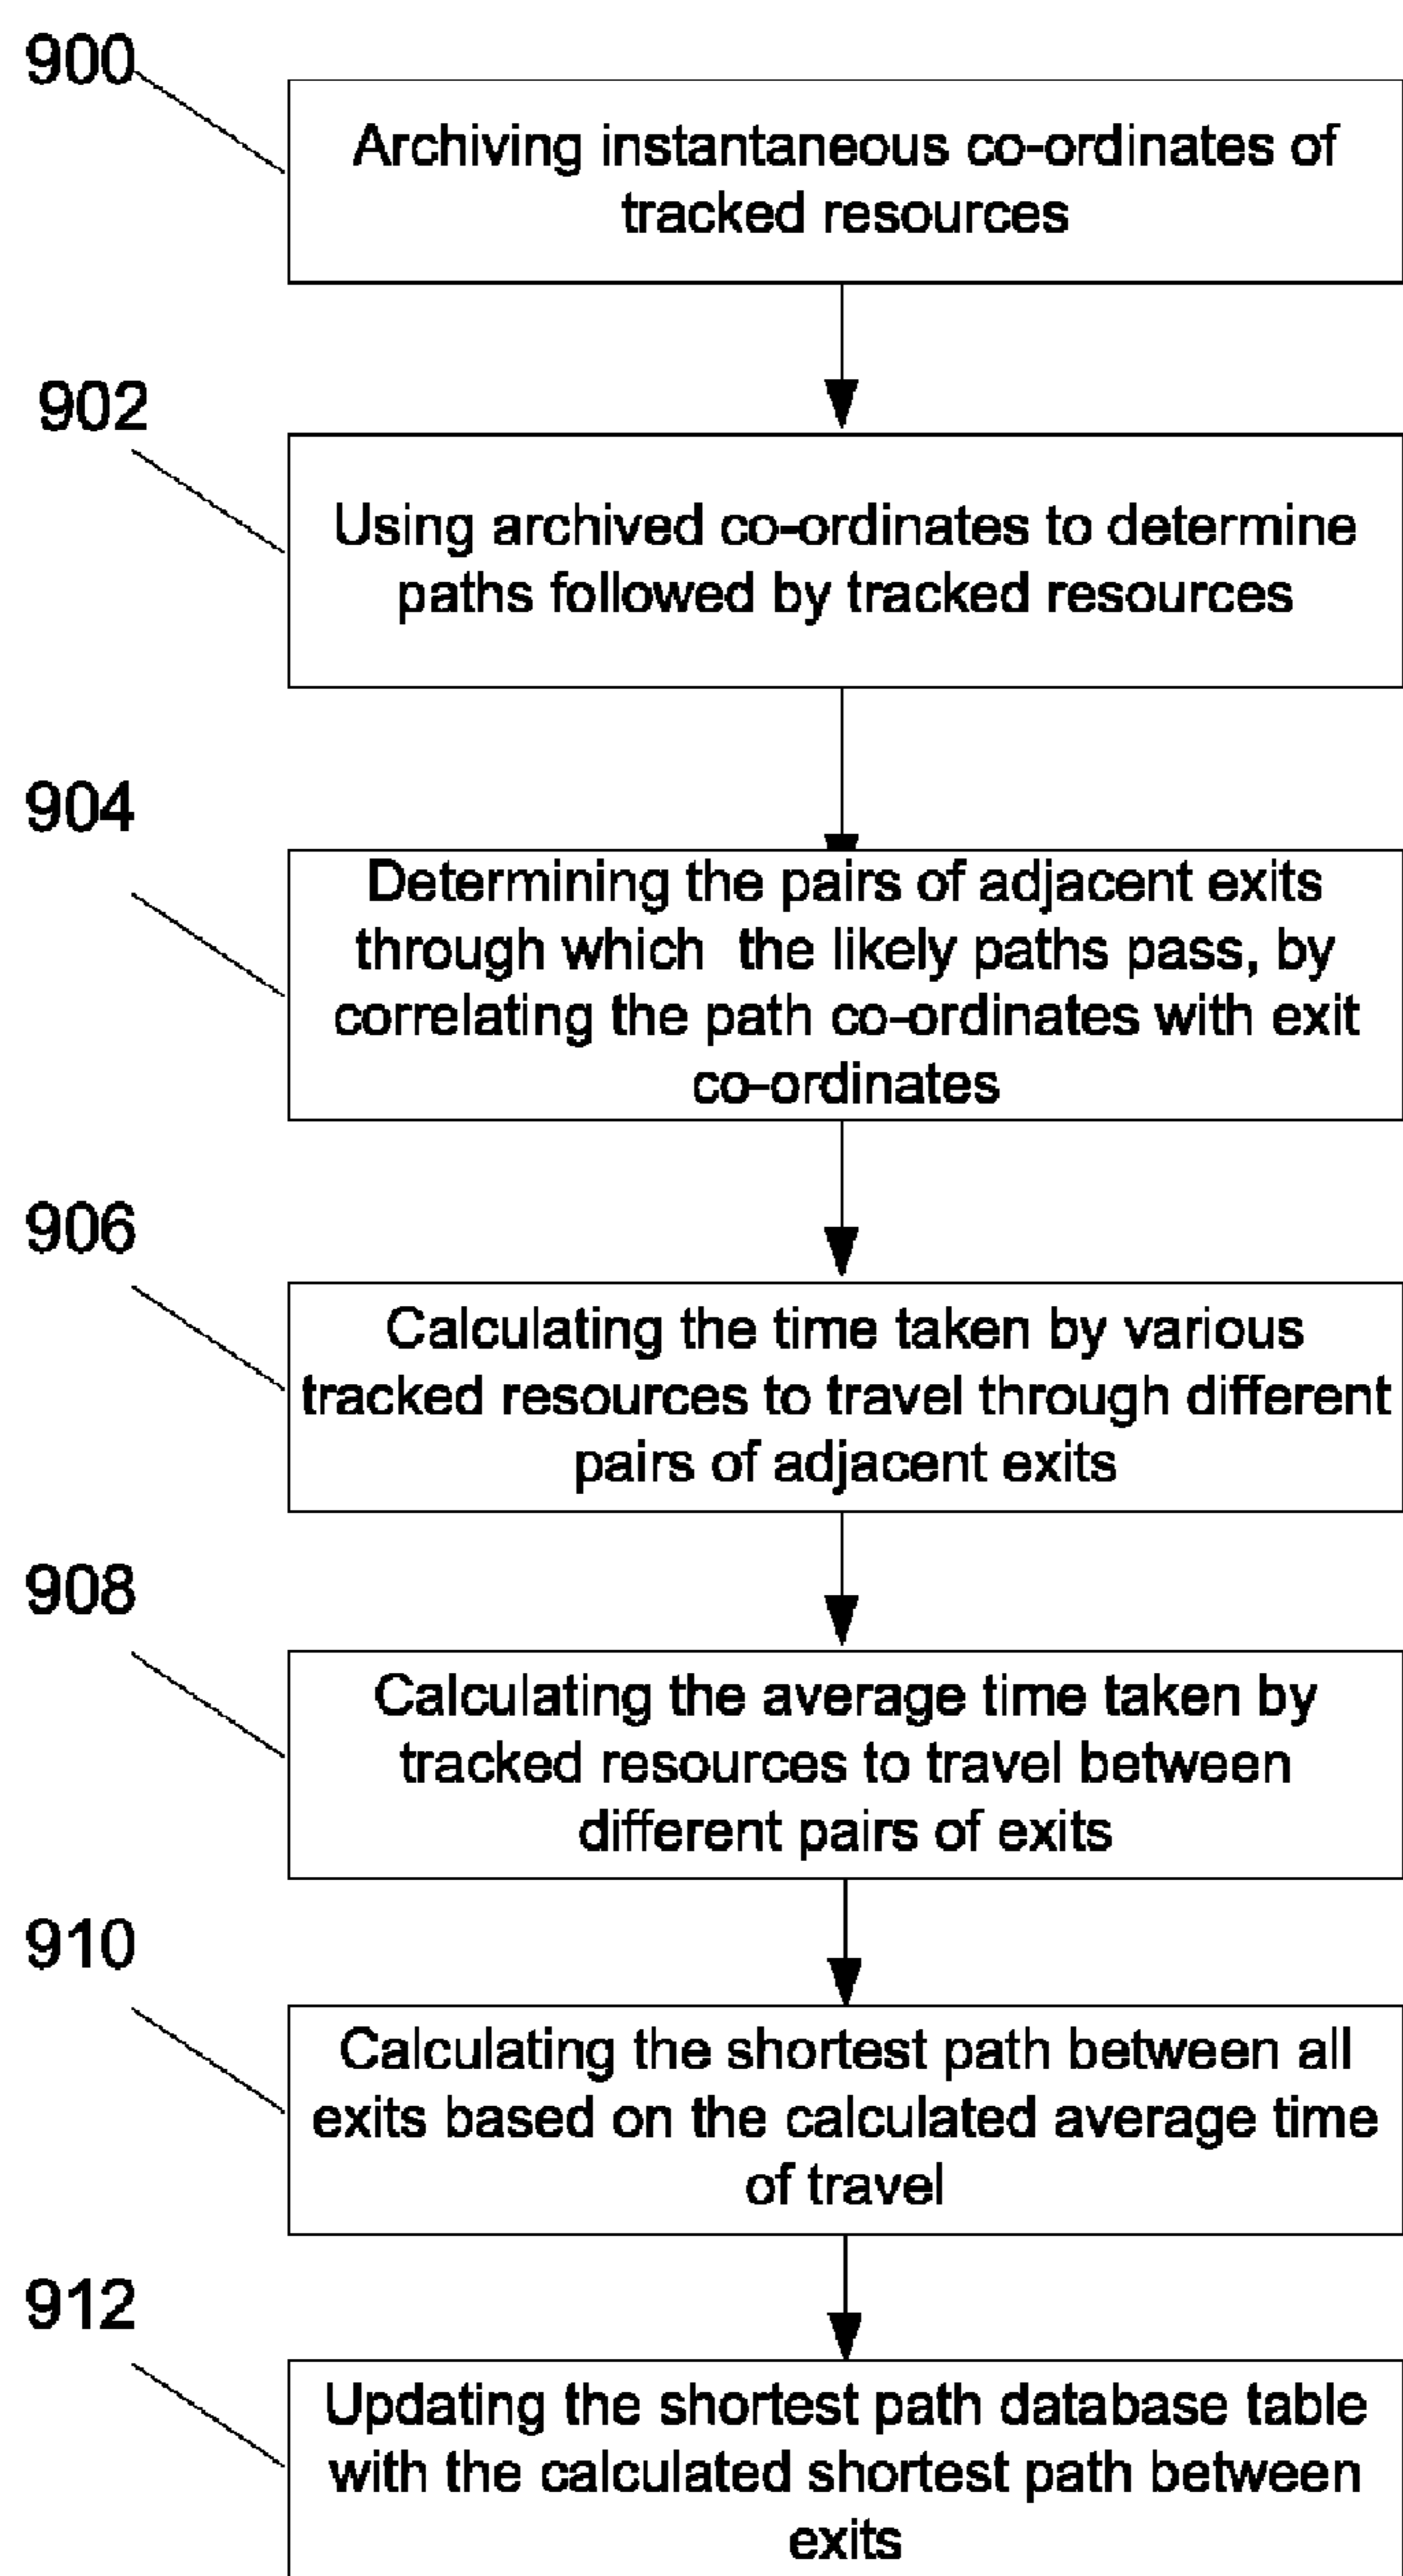 900
Archiving instantaneous co-ordinates of
tracked resources
902
Using archived co-ordinates to determine
paths followed by tracked resources
904
Determining the pairs of adjacent exits
through which the likely paths pass, by
correlating the path co-ordinates with exit
co-ordinates
906
Calculating the time taken by various
tracked resources to travel through different
pairs of adjacent exits
908
Calculating the average time taken by
tracked resources to travel between
different pairs of exits
910
Calculating the shortest path between all
exits based on the calculated average time
of travel
912
Updating the shortest path database table
with the calculated shortest path between
exits